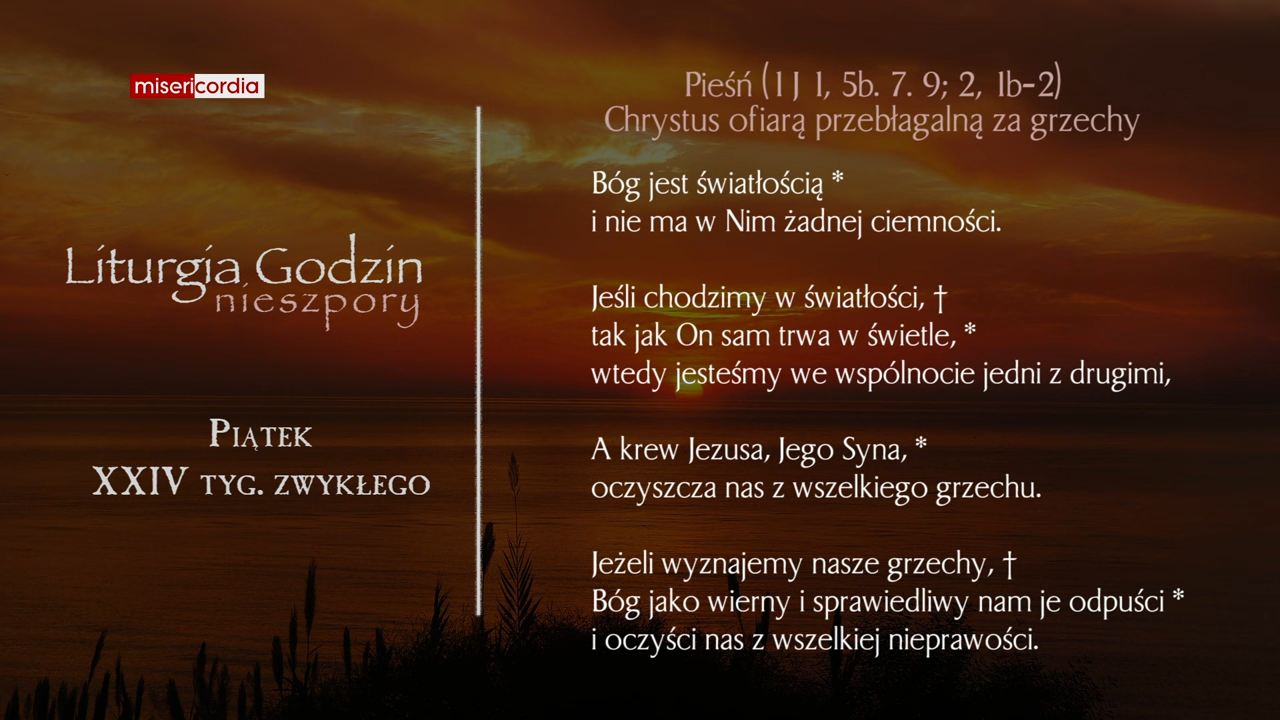 misericordia
Liturgia Godzin
nieszpory
Piątek
XXIV tyg. zwykłego
Pieśń (1 J 1, 5b. 7. 9; 2, 1b-2)
Chrystus ofiarą przebłagalną za grzechy
Bóg jest światłością *
i nie ma w Nim żadnej ciemności.
Jeśli chodzimy w światłości, †
tak jak On sam trwa w świetle, *
wtedy jesteśmy we wspólnocie jedni z drugimi,
A krew Jezusa, Jego Syna, *
oczyszcza nas z wszelkiego grzechu.
Jeżeli wyznajemy nasze grzechy, †
Bóg jako wierny i sprawiedliwy nam je odpuści *
i oczyści nas z wszelkiej nieprawości.